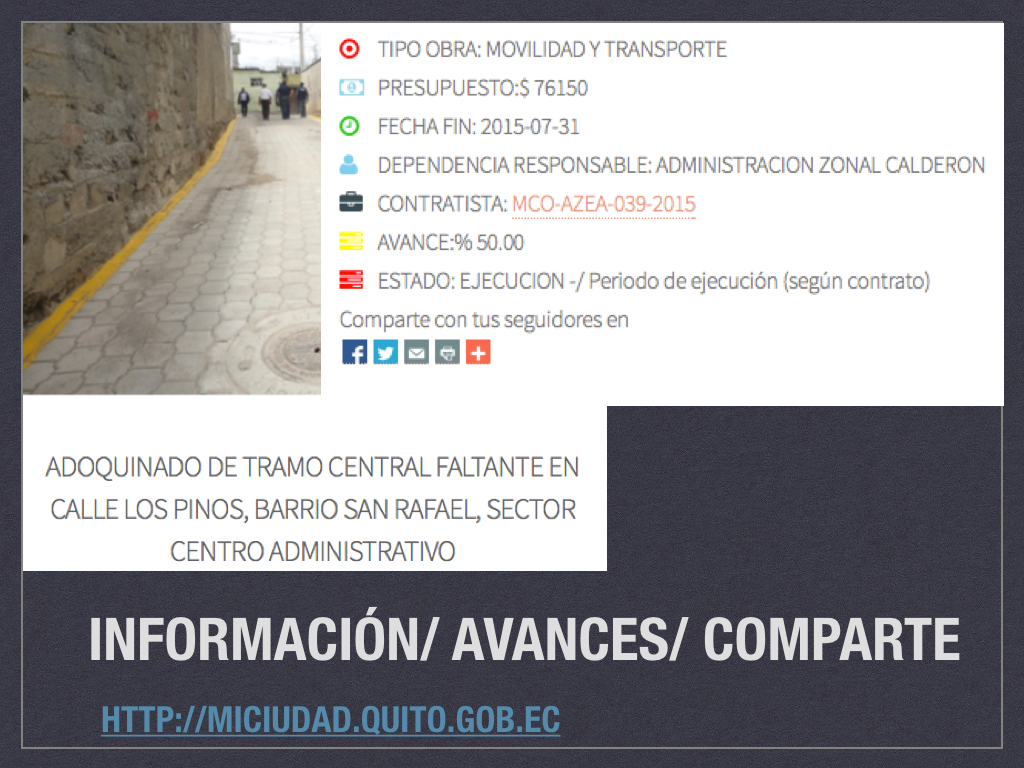 TIPO OBRA: MOVILIDAD Y TRANSPORTE
PRESUPUESTO:$ 76150
FECHA FIN: 2015-07-31
DEPENDENCIA RESPONSABLE: ADMINISTRACION ZONAL CALDERON
CONTRATISTA: MCO-AZEA-039-2015
AVANCE:% 50.00
ESTADO: EJECUCION -/ Periodo de ejecución (según contrato)
Comparte con tus seguidores en
ADOQUINADO DE TRAMO CENTRAL FALTANTE EN
CALLE LOS PINOS, BARRIO SAN RAFAEL, SECTOR
CENTRO ADMINISTRATIVO
INFORMACIÓN/ AVANCES/ COMPARTE
HTTP://MICIUDAD.QUITO.GOB.EC